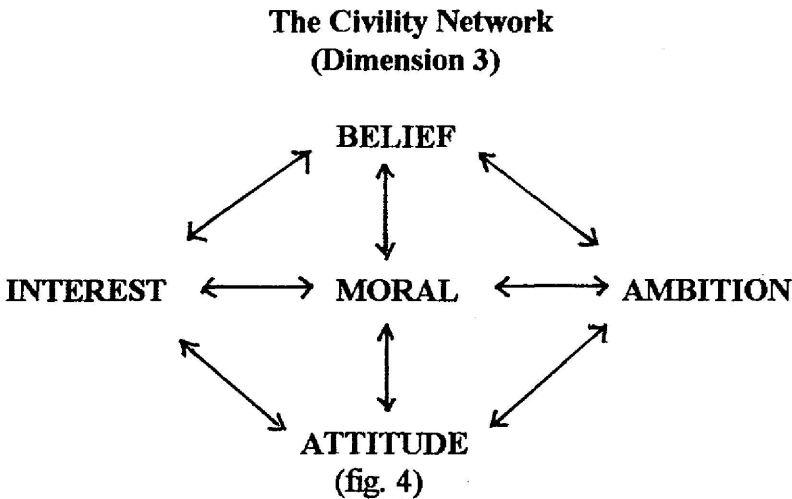 The Civility Network
(Dimension 3)
BELIEF
INTEREST MORAL AMBITION
ATTITUDE
(fig. 4)